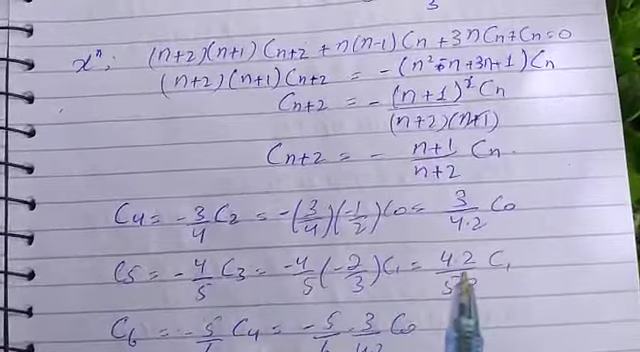 3
xⁿ; (n+2)(n+1)Cn+2 + n(n-1)Cn + 3nCn + Cn = 0
(n+2)(n+1)Cn+2 = -(n²-n+3n+1)Cn
Cn+2 = - (n+1)²Cn / (n+2)(n+1)
Cn+2 = - n+1 / n+2 Cn.
C4 = -3/4 C2 = -(3/4)(-1/2)C0 = 3/4.2 C0
C5 = -4/5 C3 = -4/5(-2/3)C1 = 4.2/5 C1
C6 = -5/6 C4 = -5/6 . 3/4.2 C0